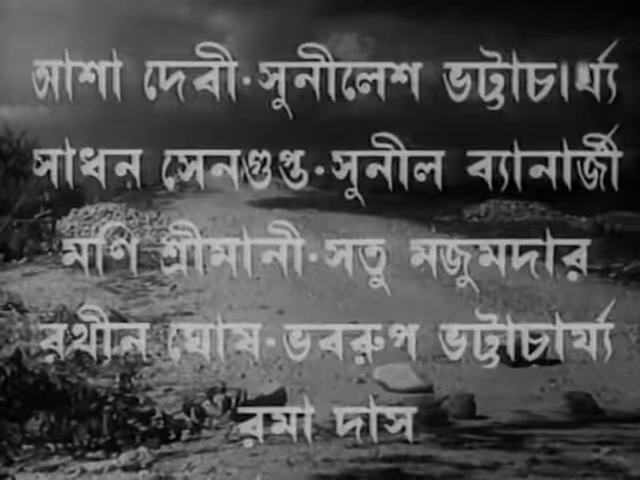 আশা দেবী·সুনীলেশ ভট্টাচার্য্য
সাধন সেনগুপ্ত·সুনীল ব্যানার্জী
মণি শ্রীমানী·সতু মজুমদার
রথীন ঘোষ·ভবরুপ ভট্টাচার্য্য
রমা দাস